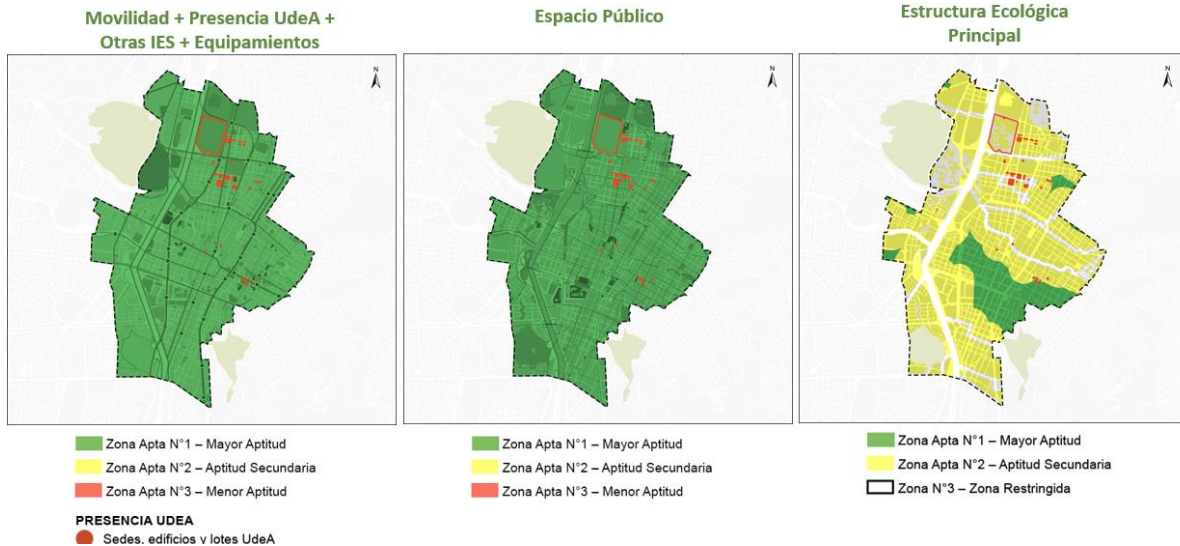 Movilidad + Presencia UdeA +
Otras IES + Equipamientos
N
Zona Apta N°1 – Mayor Aptitud
Zona Apta N°2 – Aptitud Secundaria
Zona Apta N°3 – Menor Aptitud
PRESENCIA UDEA
Sedes, edificios y lotes UdeA
Espacio Público
N
Zona Apta N°1 – Mayor Aptitud
Zona Apta N°2 – Aptitud Secundaria
Zona Apta N°3 – Menor Aptitud
Estructura Ecológica
Principal
N
Zona Apta N°1 – Mayor Aptitud
Zona Apta N°2 – Aptitud Secundaria
Zona N°3 – Zona Restringida